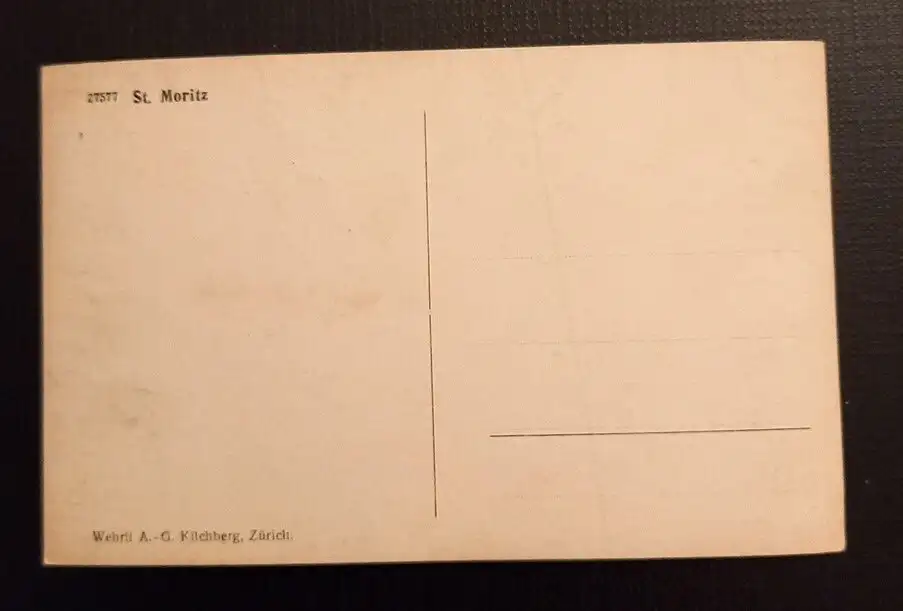 27577 St. Moritz
Wehrli A.-G. Kilchberg, Zürich.